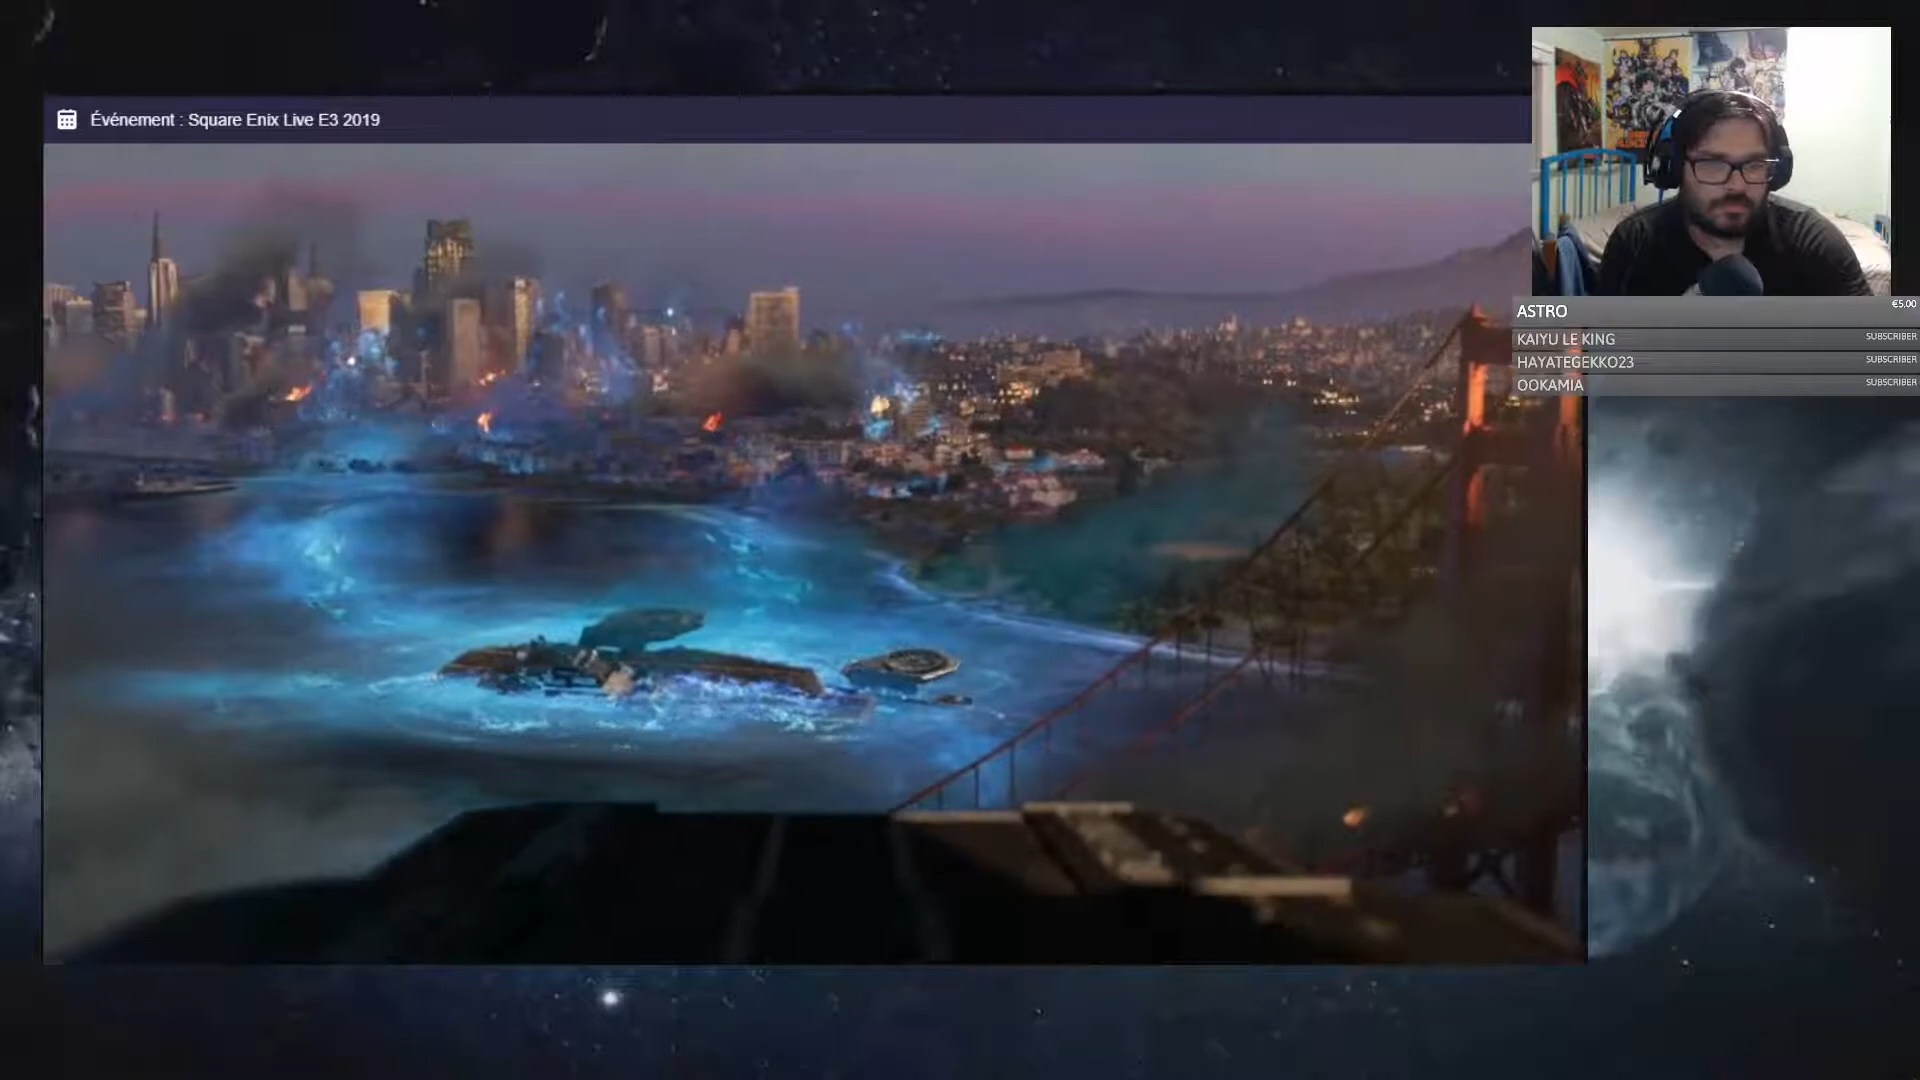 Événement : Square Enix Live E3 2019
ASTRO €5.00
KAIYU LE KING SUBSCRIBER
HAYATEGEKKO23 SUBSCRIBER
OOKAMIA SUBSCRIBER